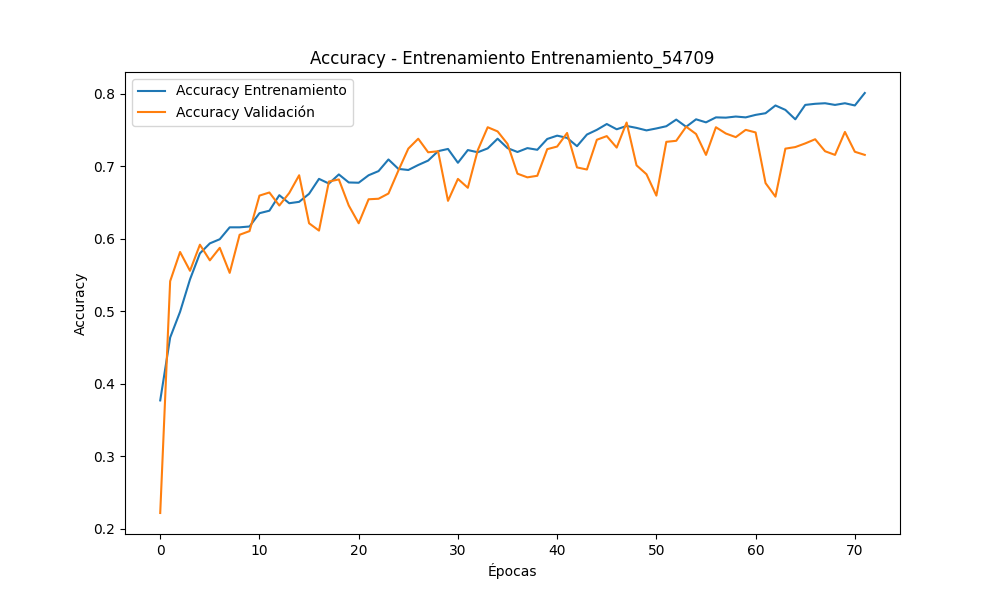 Accuracy - Entrenamiento Entrenamiento_54709
Accuracy Entrenamiento
Accuracy Validación
0.8
0.7
0.6
0.5
0.4
0.3
0.2
Accuracy
0 10 20 30 40 50 60 70
Épocas